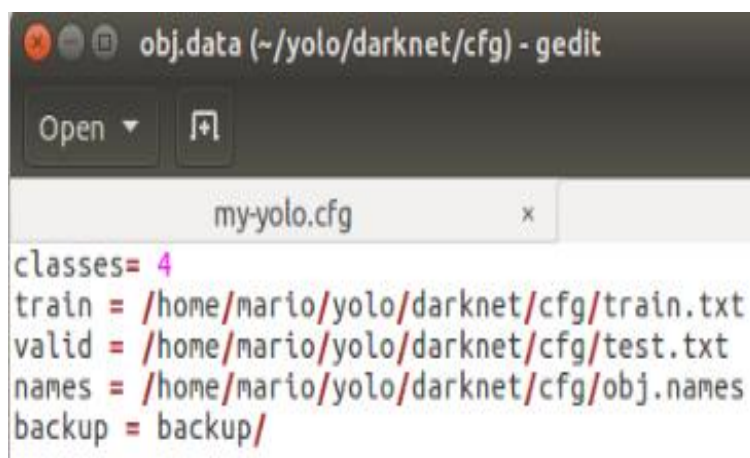 obj.data (~/yolo/darknet/cfg) - gedit
Open
my-yolo.cfg ×
classes= 4
train = /home/mario/yolo/darknet/cfg/train.txt
valid = /home/mario/yolo/darknet/cfg/test.txt
names = /home/mario/yolo/darknet/cfg/obj.names
backup = backup/